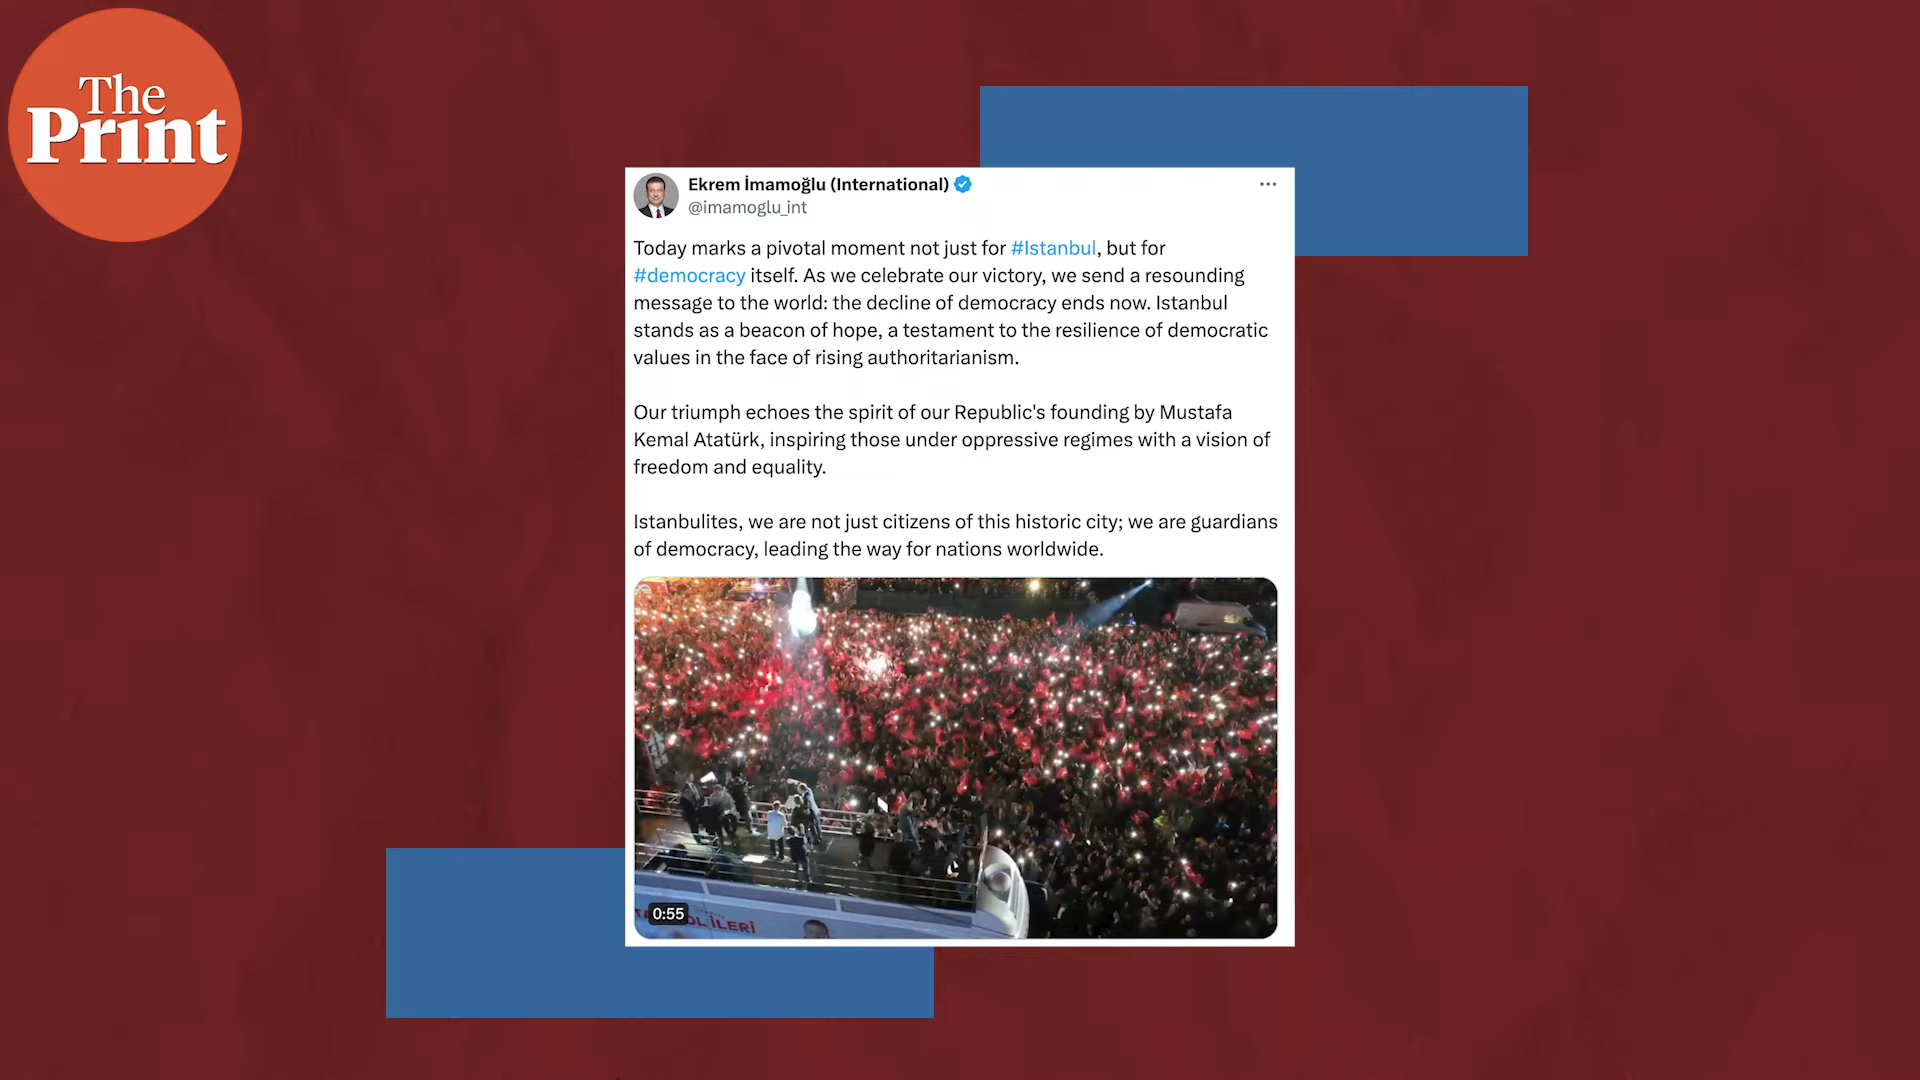 The
Print
Ekrem İmamoğlu (International)
@imamoglu_int
Today marks a pivotal moment not just for #Istanbul, but for
#democracy itself. As we celebrate our victory, we send a resounding
message to the world: the decline of democracy ends now. Istanbul
stands as a beacon of hope, a testament to the resilience of democratic
values in the face of rising authoritarianism.
Our triumph echoes the spirit of our Republic's founding by Mustafa
Kemal Atatürk, inspiring those under oppressive regimes with a vision of
freedom and equality.
Istanbulites, we are not just citizens of this historic city; we are guardians
of democracy, leading the way for nations worldwide.
0:55
İLERİ